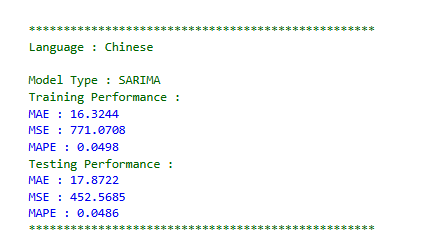 **************************************************
Language : Chinese
Model Type : SARIMA
Training Performance :
MAE : 16.3244
MSE : 771.0708
MAPE : 0.0498
Testing Performance :
MAE : 17.8722
MSE : 452.5685
MAPE : 0.0486
**************************************************